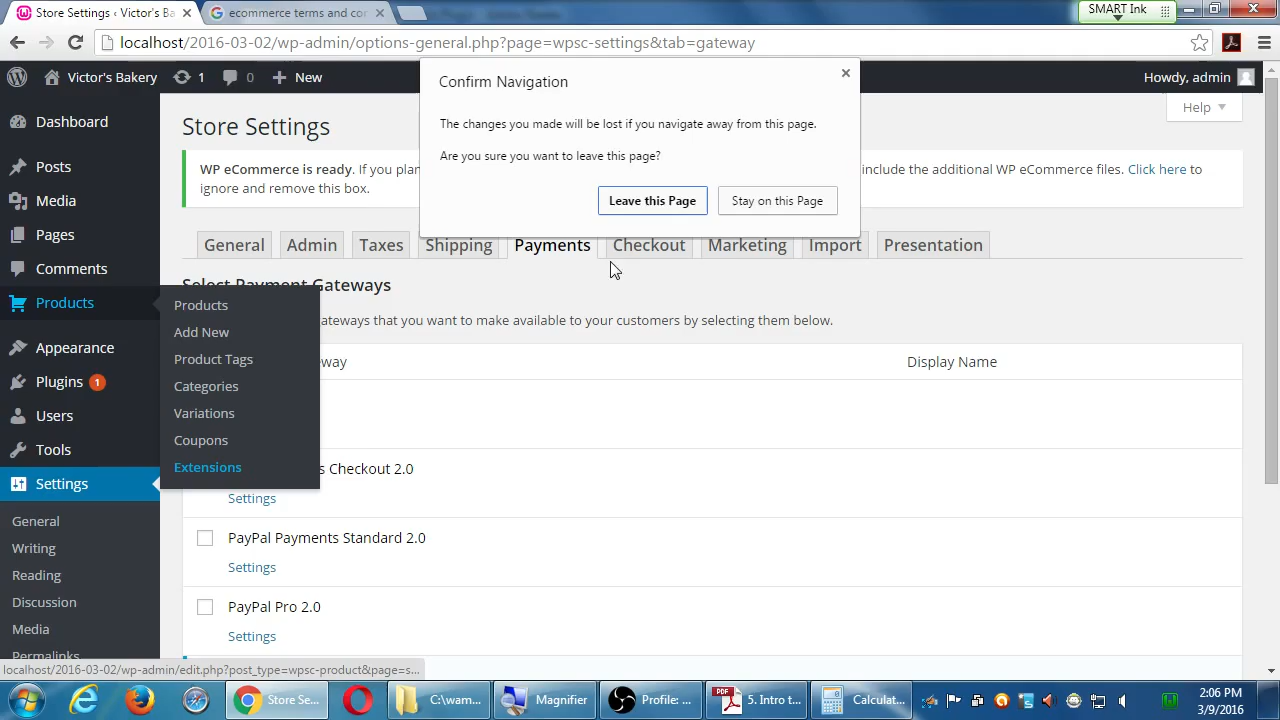 Store Settings ‹ Victor's Ba
ecommerce terms and co
SMART Ink
localhost/2016-03-02/wp-admin/options-general.php?page=wpsc-settings&tab=gateway
Victor's Bakery
1
0
New
Howdy, admin
Confirm Navigation
The changes you made will be lost if you navigate away from this page.
Are you sure you want to leave this page?
Leave this Page
Stay on this Page
Help
Store Settings
WP eCommerce is ready. If you plan
include the additional WP eCommerce files. Click here to
ignore and remove this box.
General
Admin
Taxes
Shipping
Payments
Checkout
Marketing
Import
Presentation
Select Payment Gateways
ateways that you want to make available to your customers by selecting them below.
way
Display Name
s Checkout 2.0
Settings
PayPal Payments Standard 2.0
Settings
PayPal Pro 2.0
Settings
Dashboard
Posts
Media
Pages
Comments
Products
Appearance
Plugins 1
Users
Tools
Settings
General
Writing
Reading
Discussion
Media
Permalinks
Products
Add New
Product Tags
Categories
Variations
Coupons
Extensions
localhost/2016-03-02/wp-admin/edit.php?post_type=wpsc-product&page=s...
Store Se...
C:\wam...
Magnifier
Profile: ...
5. Intro t...
Calculat...
2:06 PM
3/9/2016